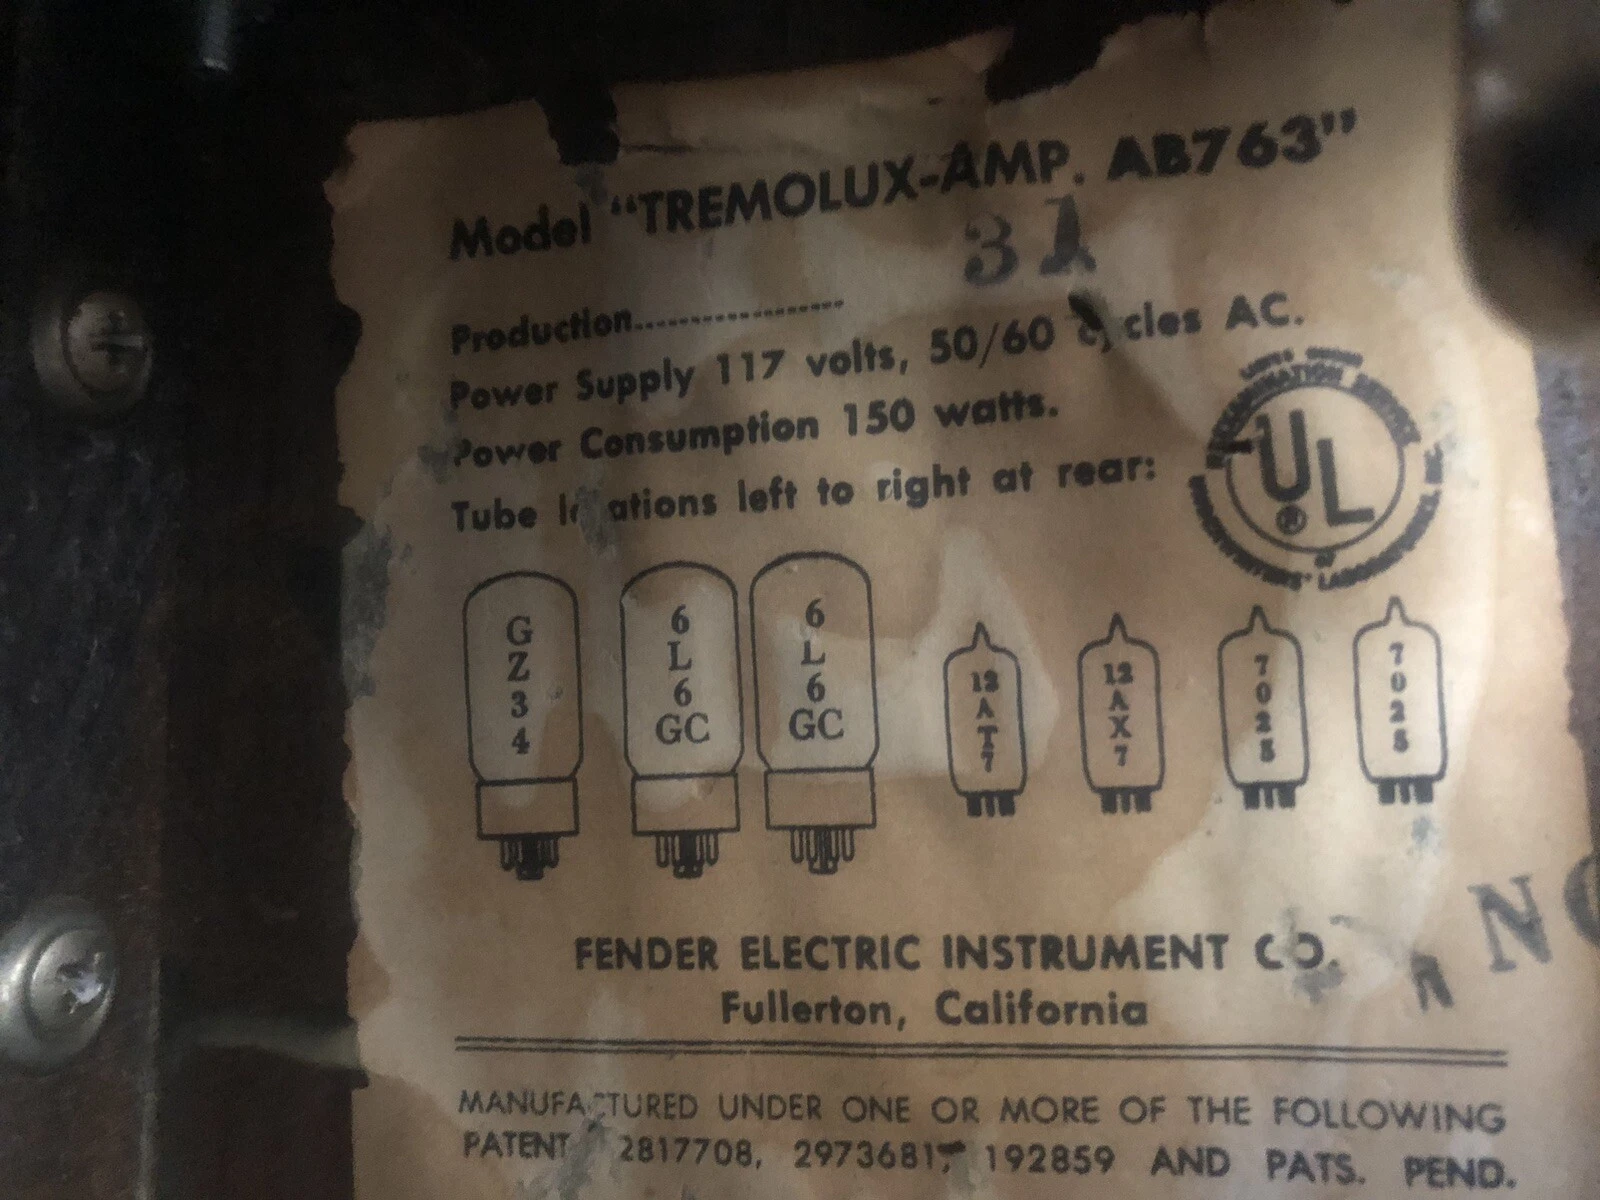 Model "TREMOLUX-AMP. AB763"
31
Production...................
Power Supply 117 volts, 50/60 cycles AC.
Power Consumption 150 watts.
Tube locations left to right at rear:
UL
®
GZ34 6L6GC 6L6GC 12AT7 12AX7 7025 7025
FENDER ELECTRIC INSTRUMENT CO.
Fullerton, California
MANUFACTURED UNDER ONE OR MORE OF THE FOLLOWING
PATENT 2817708, 2973681, 192859 AND PATS. PEND.